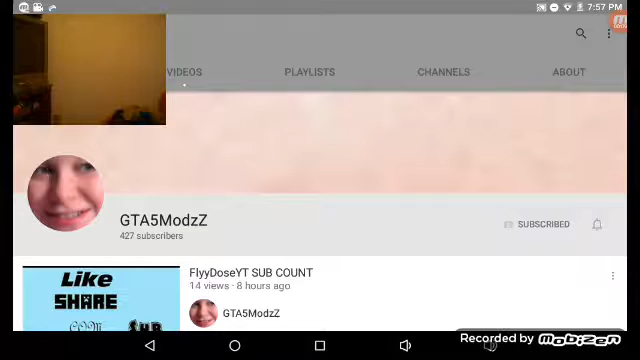 7:57 PM
VIDEOS
PLAYLISTS
CHANNELS
ABOUT
GTA5ModzZ
427 subscribers
SUBSCRIBED
FlyyDoseYT SUB COUNT
14 views · 8 hours ago
GTA5ModzZ
Like
SHARE
SUB
Recorded by
MOBIZEN